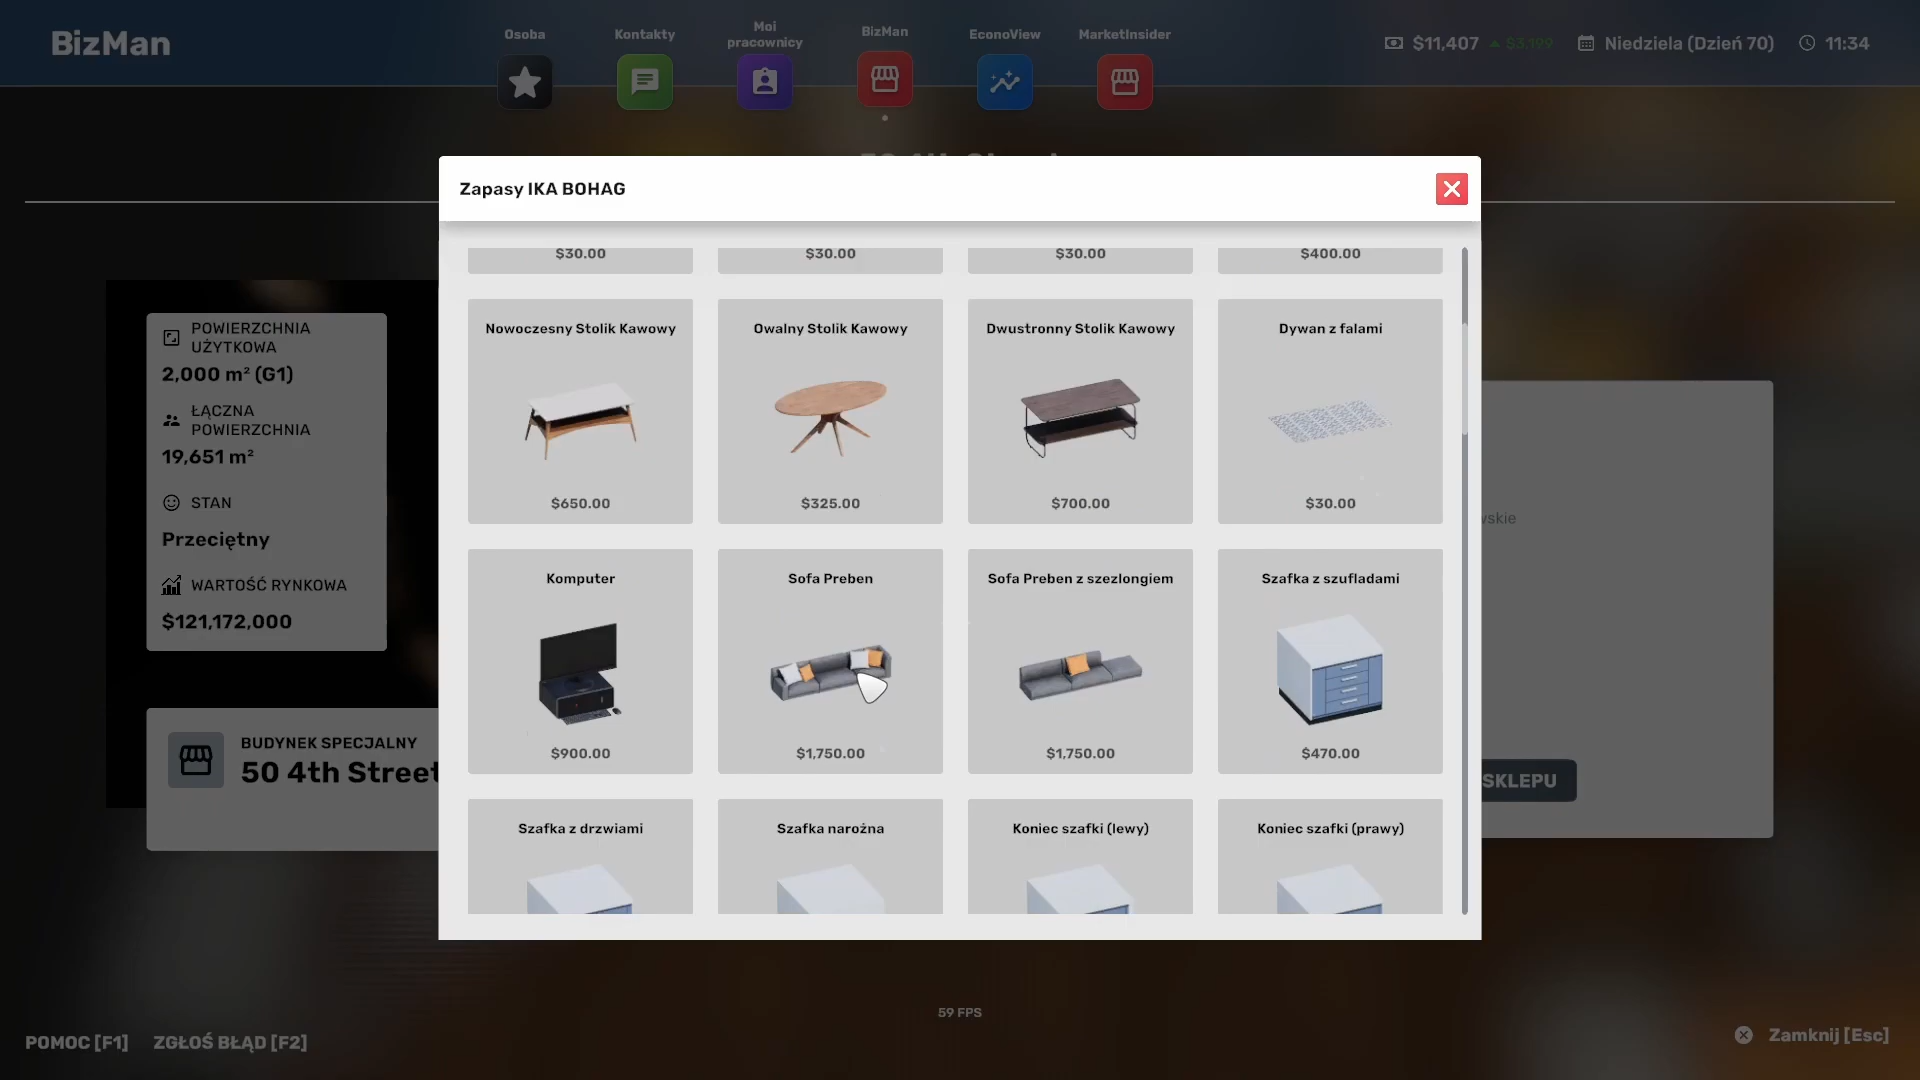 BizMan
Osoba
Kontakty
Moi
pracownicy
BizMan
EconoView
MarketInsider
$11,407
$3,199
Niedziela (Dzień 70)
11:34
Zapasy IKA BOHAG
$30.00
$30.00
$30.00
$400.00
Nowoczesny Stolik Kawowy
Owalny Stolik Kawowy
Dwustronny Stolik Kawowy
Dywan z falami
$650.00
$325.00
$700.00
$30.00
Komputer
Sofa Preben
Sofa Preben z szezlongiem
Szafka z szufladami
$900.00
$1,750.00
$1,750.00
$470.00
Szafka z drzwiami
Szafka narożna
Koniec szafki (lewy)
Koniec szafki (prawy)
POWIERZCHNIA
UŻYTKOWA
2,000 m² (G1)
ŁĄCZNA
POWIERZCHNIA
19,651 m²
STAN
Przeciętny
WARTOŚĆ RYNKOWA
$121,172,000
BUDYNEK SPECJALNY
50 4th Street
SKLEPU
59 FPS
POMOC [F1]
ZGŁOŚ BŁĄD [F2]
Zamknij [Esc]